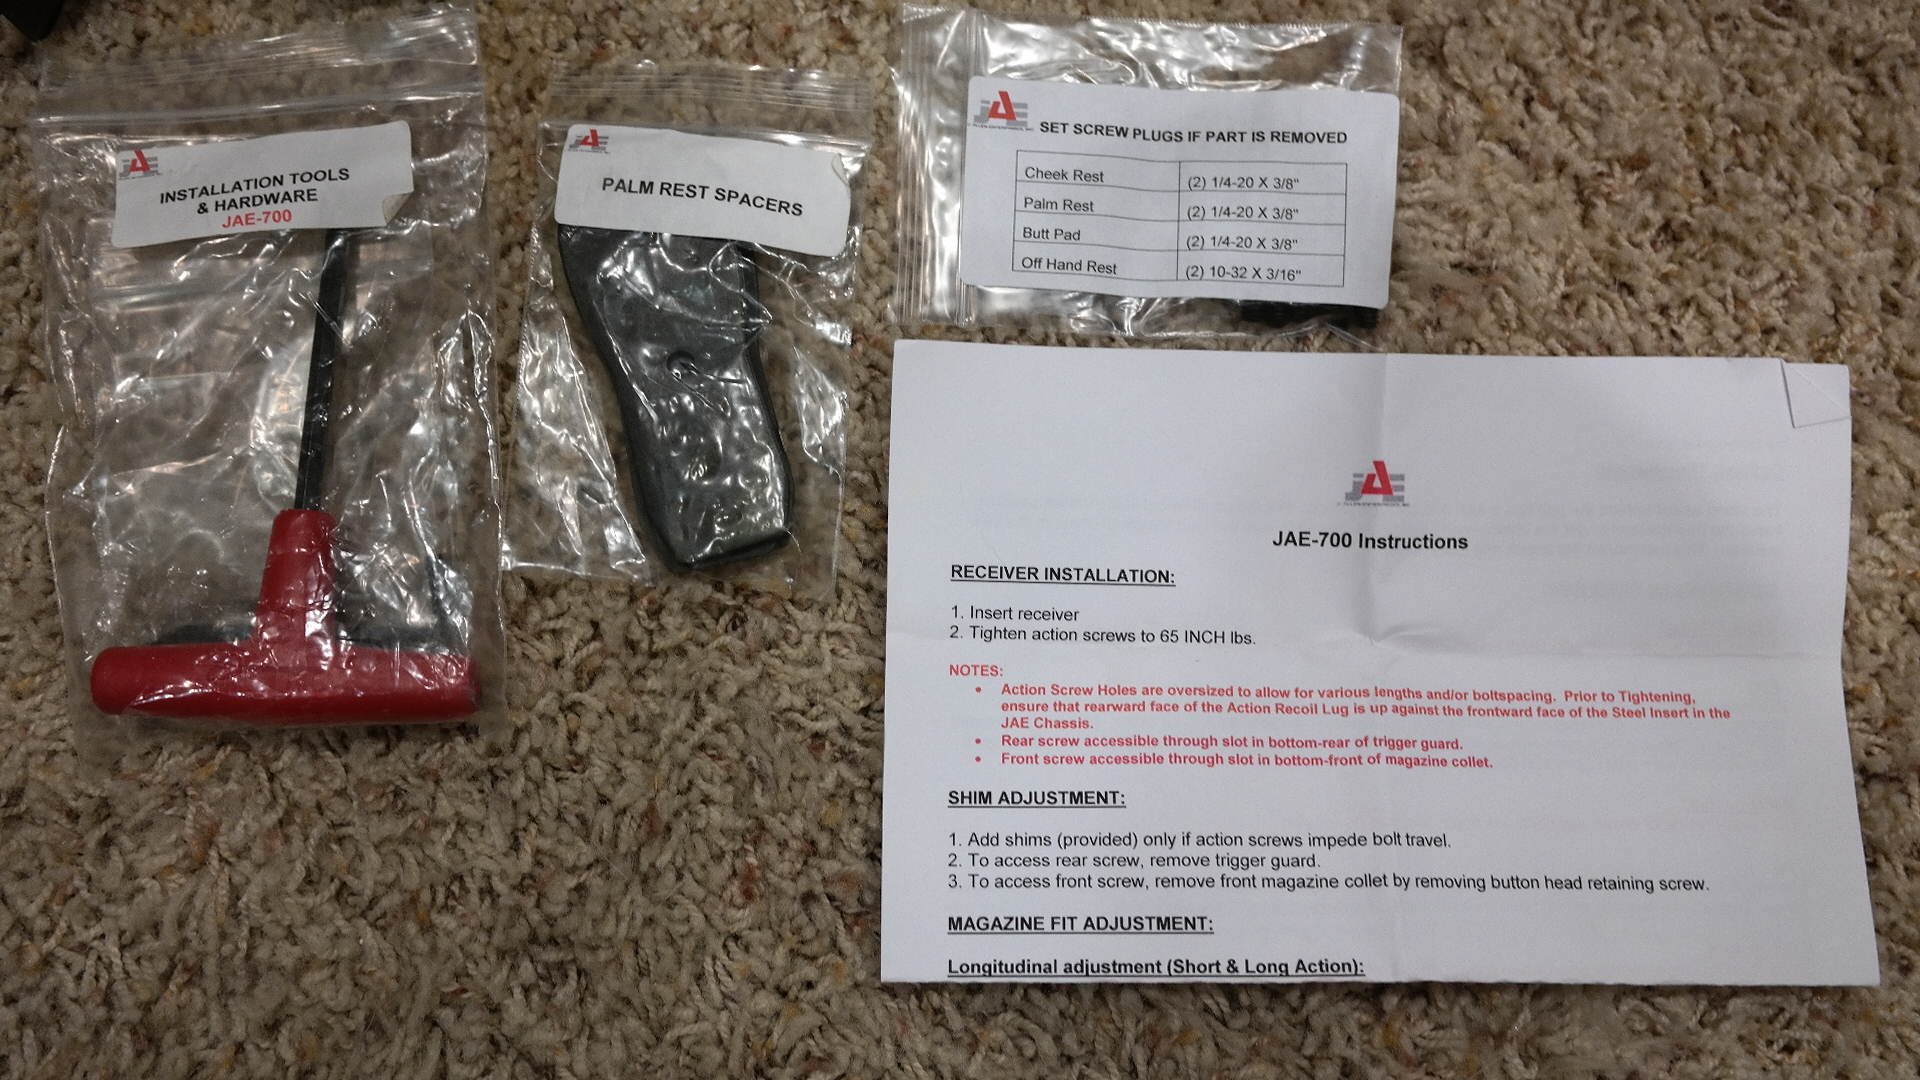 JAE
INSTALLATION TOOLS
& HARDWARE
JAE-700
JAE
PALM REST SPACERS
JAE
SET SCREW PLUGS IF PART IS REMOVED
Cheek Rest (2) 1/4-20 X 3/8"
Palm Rest (2) 1/4-20 X 3/8"
Butt Pad (2) 1/4-20 X 3/8"
Off Hand Rest (2) 10-32 X 3/16"
JAE
JAE-700 Instructions
RECEIVER INSTALLATION:
1. Insert receiver
2. Tighten action screws to 65 INCH lbs.
NOTES:
• Action Screw Holes are oversized to allow for various lengths and/or boltspacing. Prior to Tightening,
ensure that rearward face of the Action Recoil Lug is up against the frontward face of the Steel Insert in the
JAE Chassis.
• Rear screw accessible through slot in bottom-rear of trigger guard.
• Front screw accessible through slot in bottom-front of magazine collet.
SHIM ADJUSTMENT:
1. Add shims (provided) only if action screws impede bolt travel.
2. To access rear screw, remove trigger guard.
3. To access front screw, remove front magazine collet by removing button head retaining screw.
MAGAZINE FIT ADJUSTMENT:
Longitudinal adjustment (Short & Long Action):